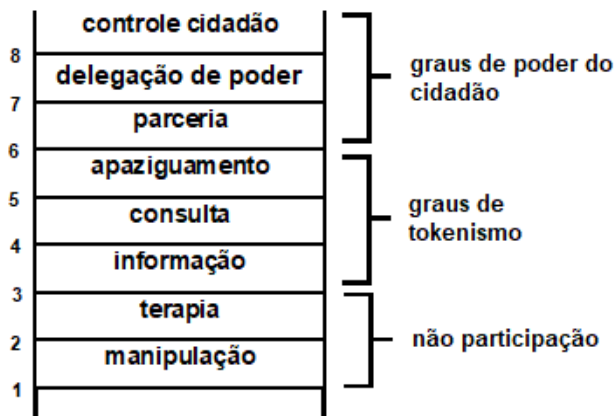 controle cidadão
8
delegação de poder
7
parceria
6
apaziguamento
5
consulta
4
informação
3
terapia
2
manipulação
1
graus de poder do
cidadão
graus de
tokenismo
não participação